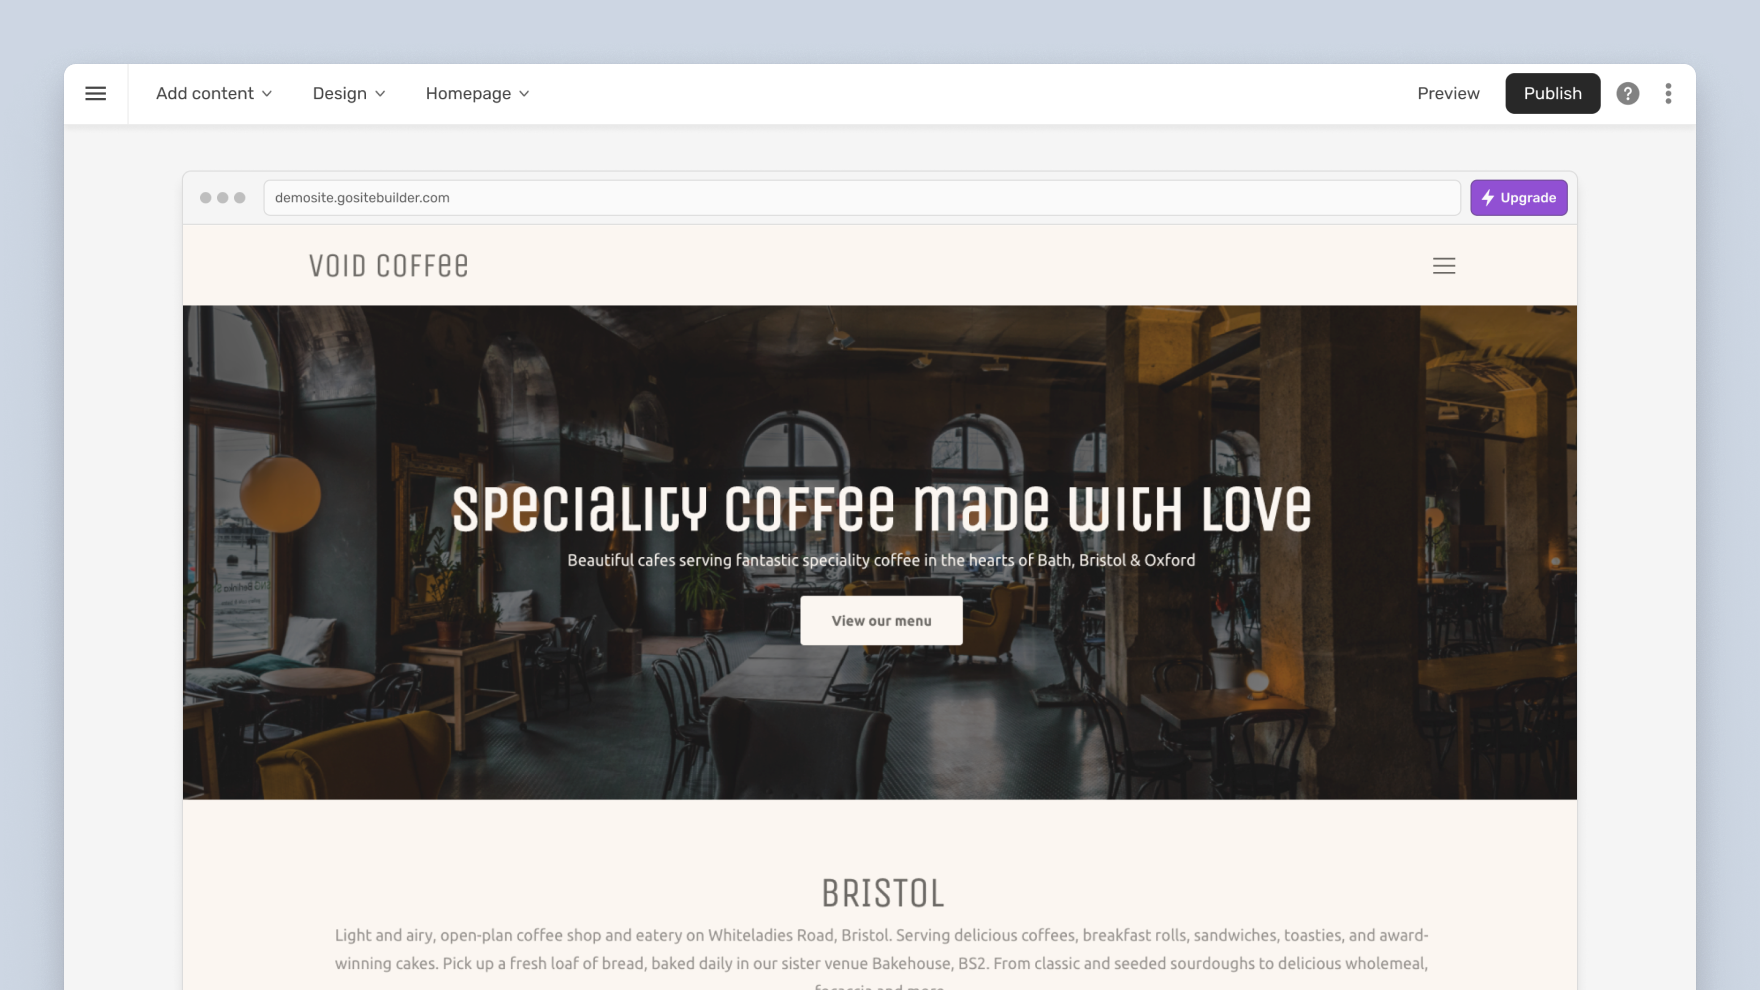 Add content
Design
Homepage
Preview
Publish
?
demosite.gositebuilder.com
Upgrade
VOID COFFEE
SPECIALITY COFFEE MADE WITH LOVE
Beautiful cafes serving fantastic speciality coffee in the hearts of Bath, Bristol & Oxford
View our menu
BRISTOL
Light and airy, open-plan coffee shop and eatery on Whiteladies Road, Bristol. Serving delicious coffees, breakfast rolls, sandwiches, toasties, and award-
winning cakes. Pick up a fresh loaf of bread, baked daily in our sister venue Bakehouse, BS2. From classic and seeded sourdoughs to delicious wholemeal,